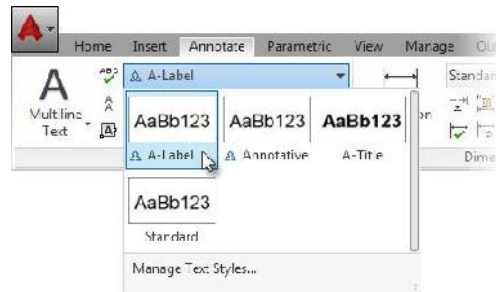 Home Insert Annotate Parametric View Manage
A-Label
Standar
Multiline
Text
AaBb123 AaBb123 AaBb123
A-Label Annotative A-Title
AaBb123
Standard
Dime
Manage Text Styles...